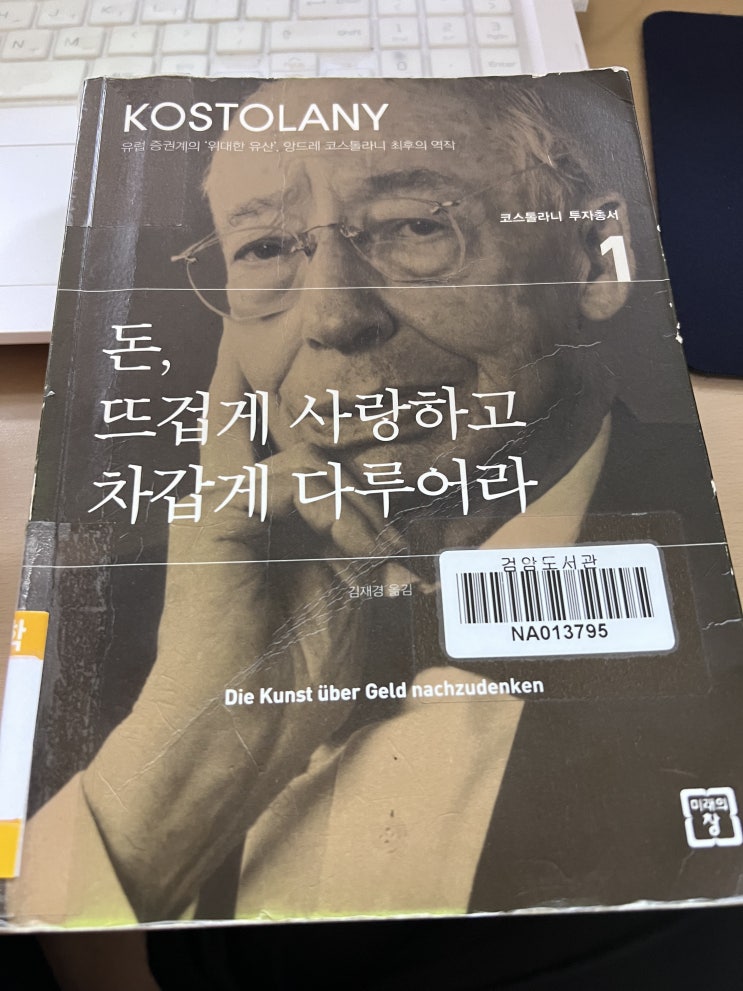 KOSTOLANY
유럽 증권계의 '위대한 유산', 앙드레 코스톨라니 최후의 역작
코스톨라니 투자총서
1
돈,
뜨겁게 사랑하고
차갑게 다루어라
김재경 옮김
검암도서관
NA013795
Die Kunst über Geld nachzudenken
미래의
창
학